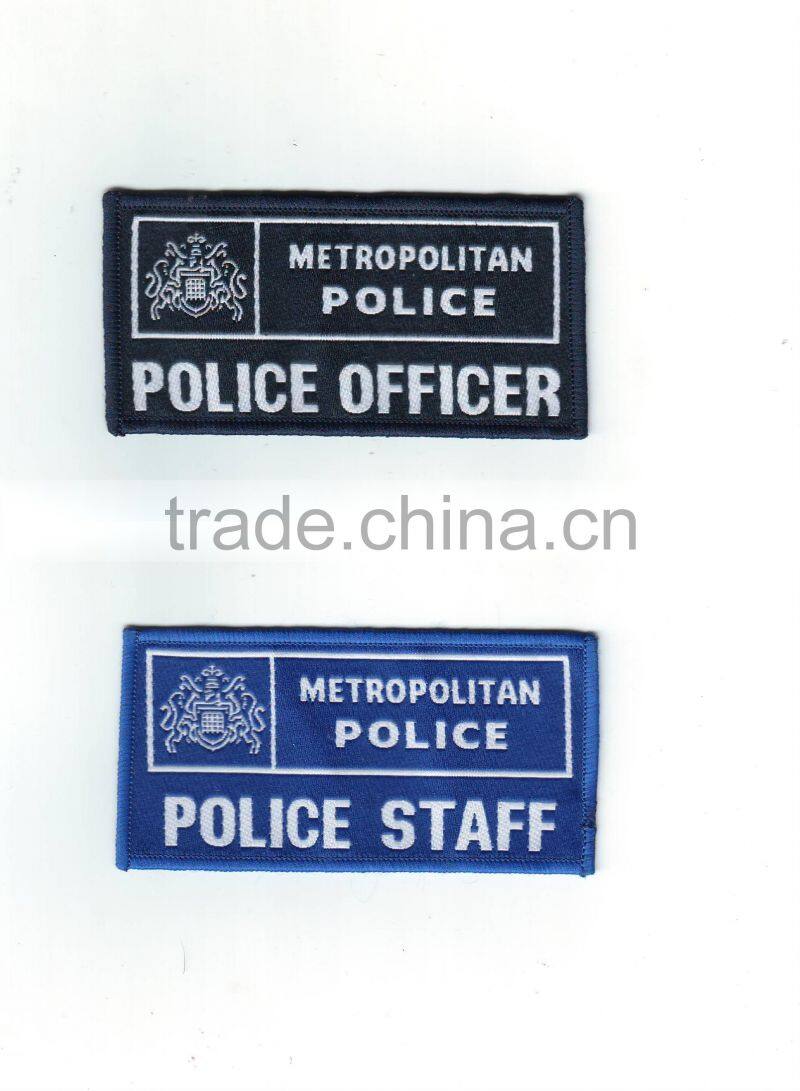 METROPOLITAN
POLICE
POLICE OFFICER
trade.china.cn
METROPOLITAN
POLICE
POLICE STAFF